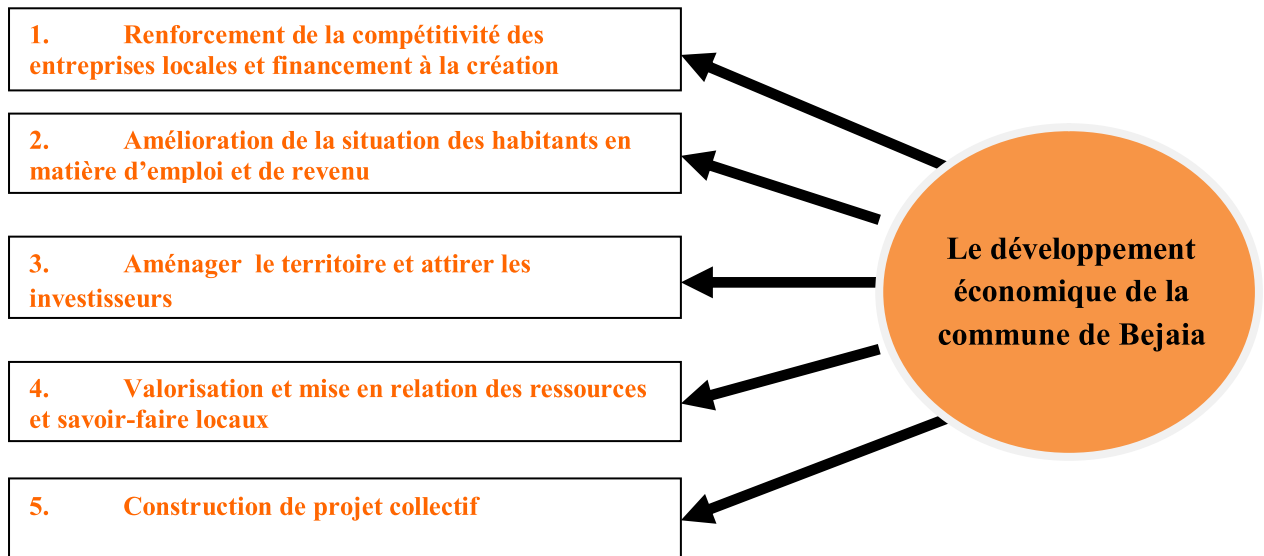 1. Renforcement de la compétitivité des
entreprises locales et financement à la création
2. Amélioration de la situation des habitants en
matière d’emploi et de revenu
3. Aménager le territoire et attirer les
investisseurs
4. Valorisation et mise en relation des ressources
et savoir-faire locaux
5. Construction de projet collectif
Le développement
économique de la
commune de Bejaia